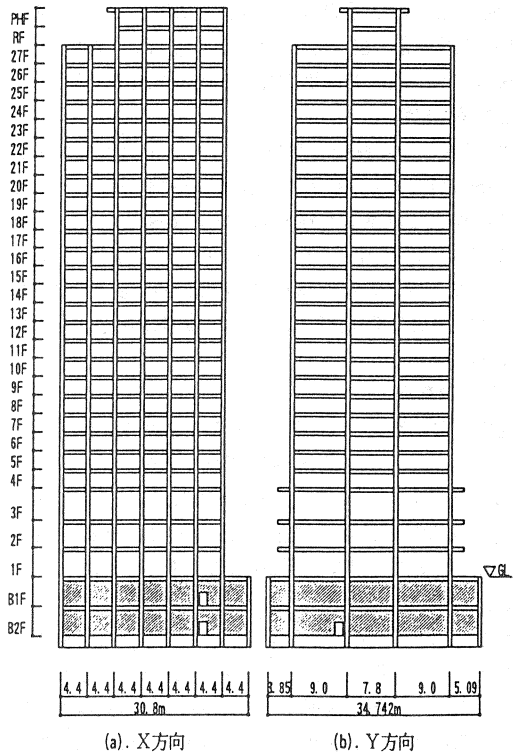 PHF
RF
27F
26F
25F
24F
23F
22F
21F
20F
19F
18F
17F
16F
15F
14F
13F
12F
11F
10F
9F
8F
7F
6F
5F
4F
3F
2F
1F
B1F
B2F
GL
4.4 4.4 4.4 4.4 4.4 4.4 4.4
30.8m
3.85 9.0 7.8 9.0 5.09
34.742m
(a). X方向
(b). Y方向